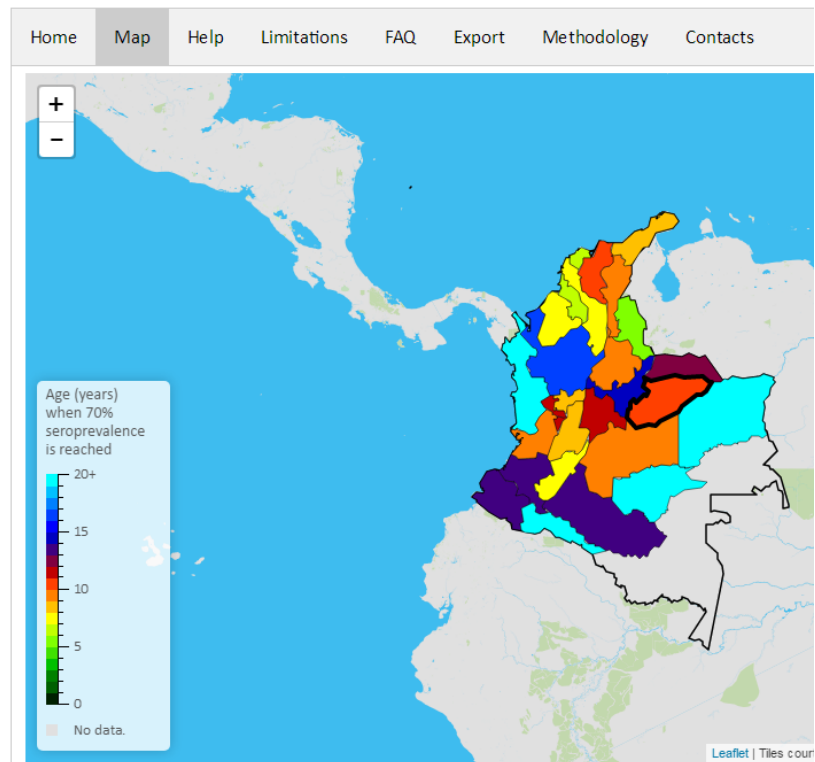 Home Map Help Limitations FAQ Export Methodology Contacts
+
−
Age (years)
when 70%
seroprevalence
is reached
20+
15
10
5
0
No data.
Leaflet | Tiles court